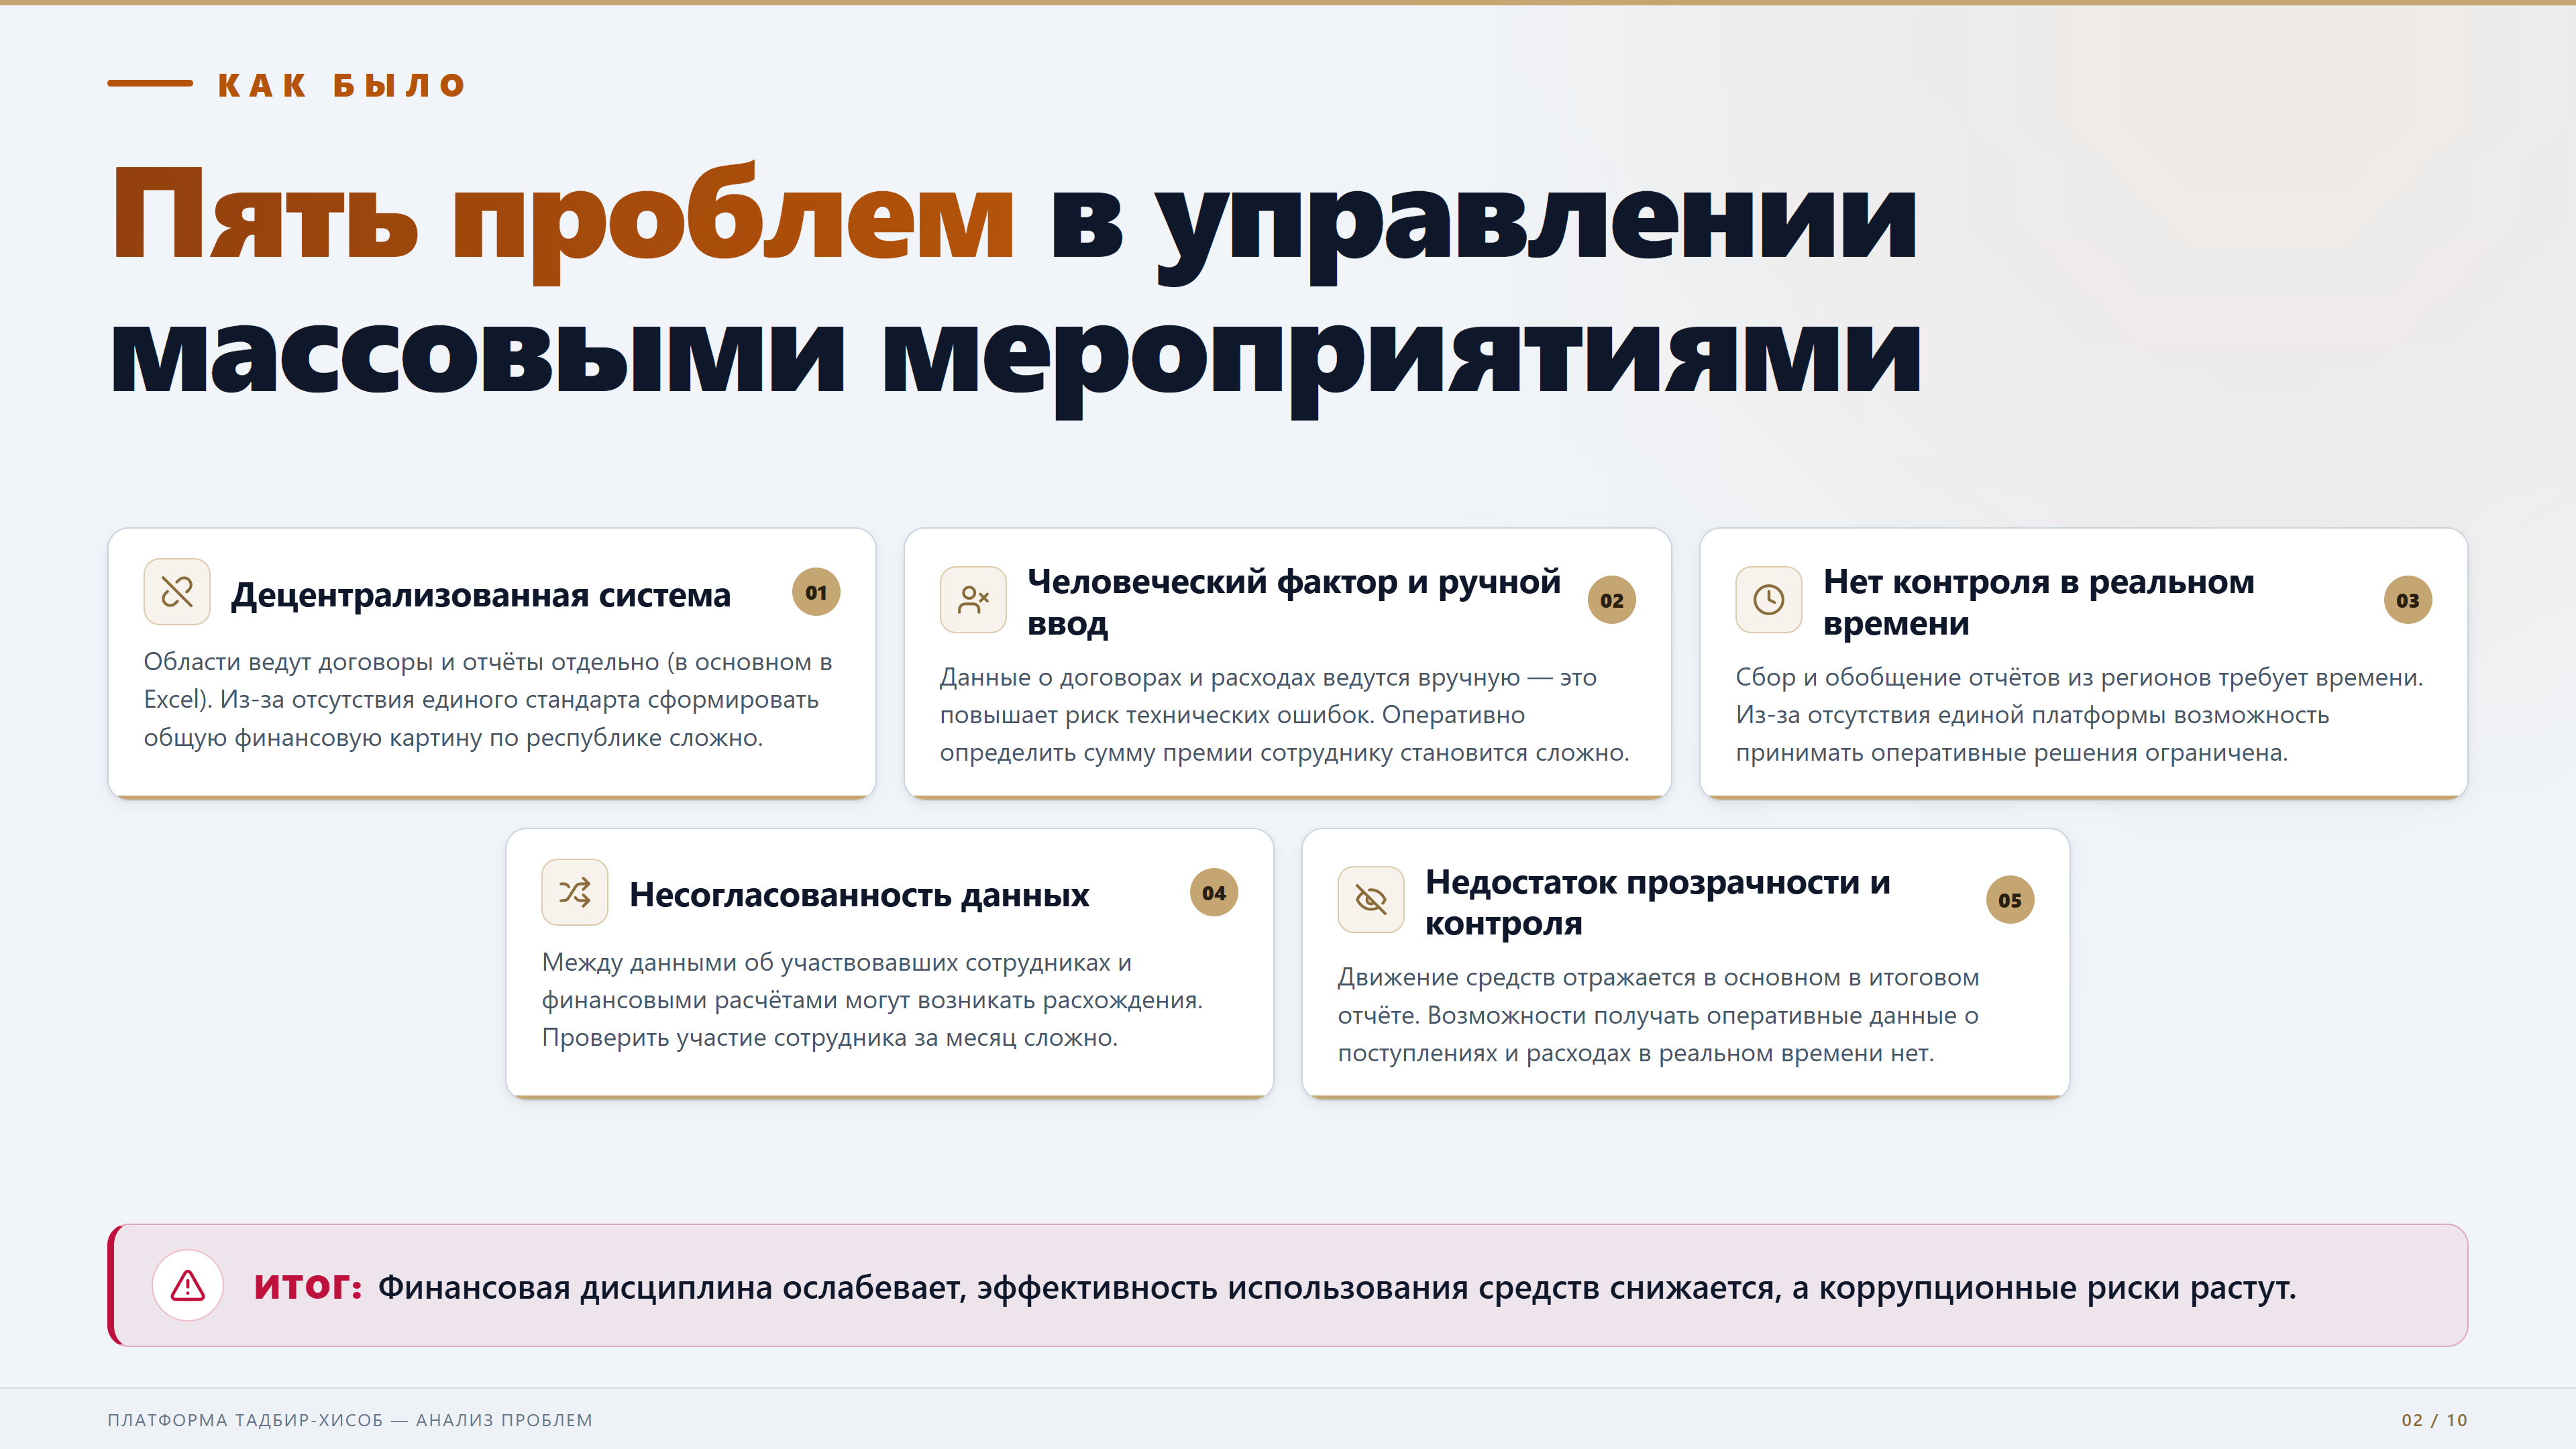 КАК БЫЛО
Пять проблем в управлении
массовыми мероприятиями
Децентрализованная система
01
Области ведут договоры и отчёты отдельно (в основном в
Excel). Из-за отсутствия единого стандарта сформировать
общую финансовую картину по республике сложно.
Человеческий фактор и ручной
ввод
02
Данные о договорах и расходах ведутся вручную — это
повышает риск технических ошибок. Оперативно
определить сумму премии сотруднику становится сложно.
Нет контроля в реальном
времени
03
Сбор и обобщение отчётов из регионов требует времени.
Из-за отсутствия единой платформы возможность
принимать оперативные решения ограничена.
Несогласованность данных
04
Между данными об участвовавших сотрудниках и
финансовыми расчётами могут возникать расхождения.
Проверить участие сотрудника за месяц сложно.
Недостаток прозрачности и
контроля
05
Движение средств отражается в основном в итоговом
отчёте. Возможности получать оперативные данные о
поступлениях и расходах в реальном времени нет.
ИТОГ: Финансовая дисциплина ослабевает, эффективность использования средств снижается, а коррупционные риски растут.
ПЛАТФОРМА ТАДБИР-ХИСОБ — АНАЛИЗ ПРОБЛЕМ
02 / 10